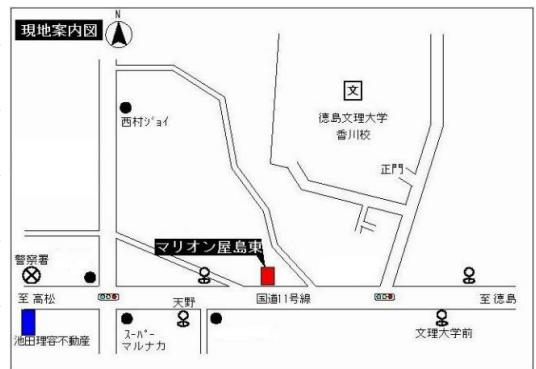 現地案内図
N
文
徳島文理大学
香川校
西村ｼﾞｮｲ
正門
マリオン屋島東
警察署
至 高松
天野
国道11号線
至徳島
池田理容不動産
ｽｰﾊﾟｰ
マルナカ
文理大学前